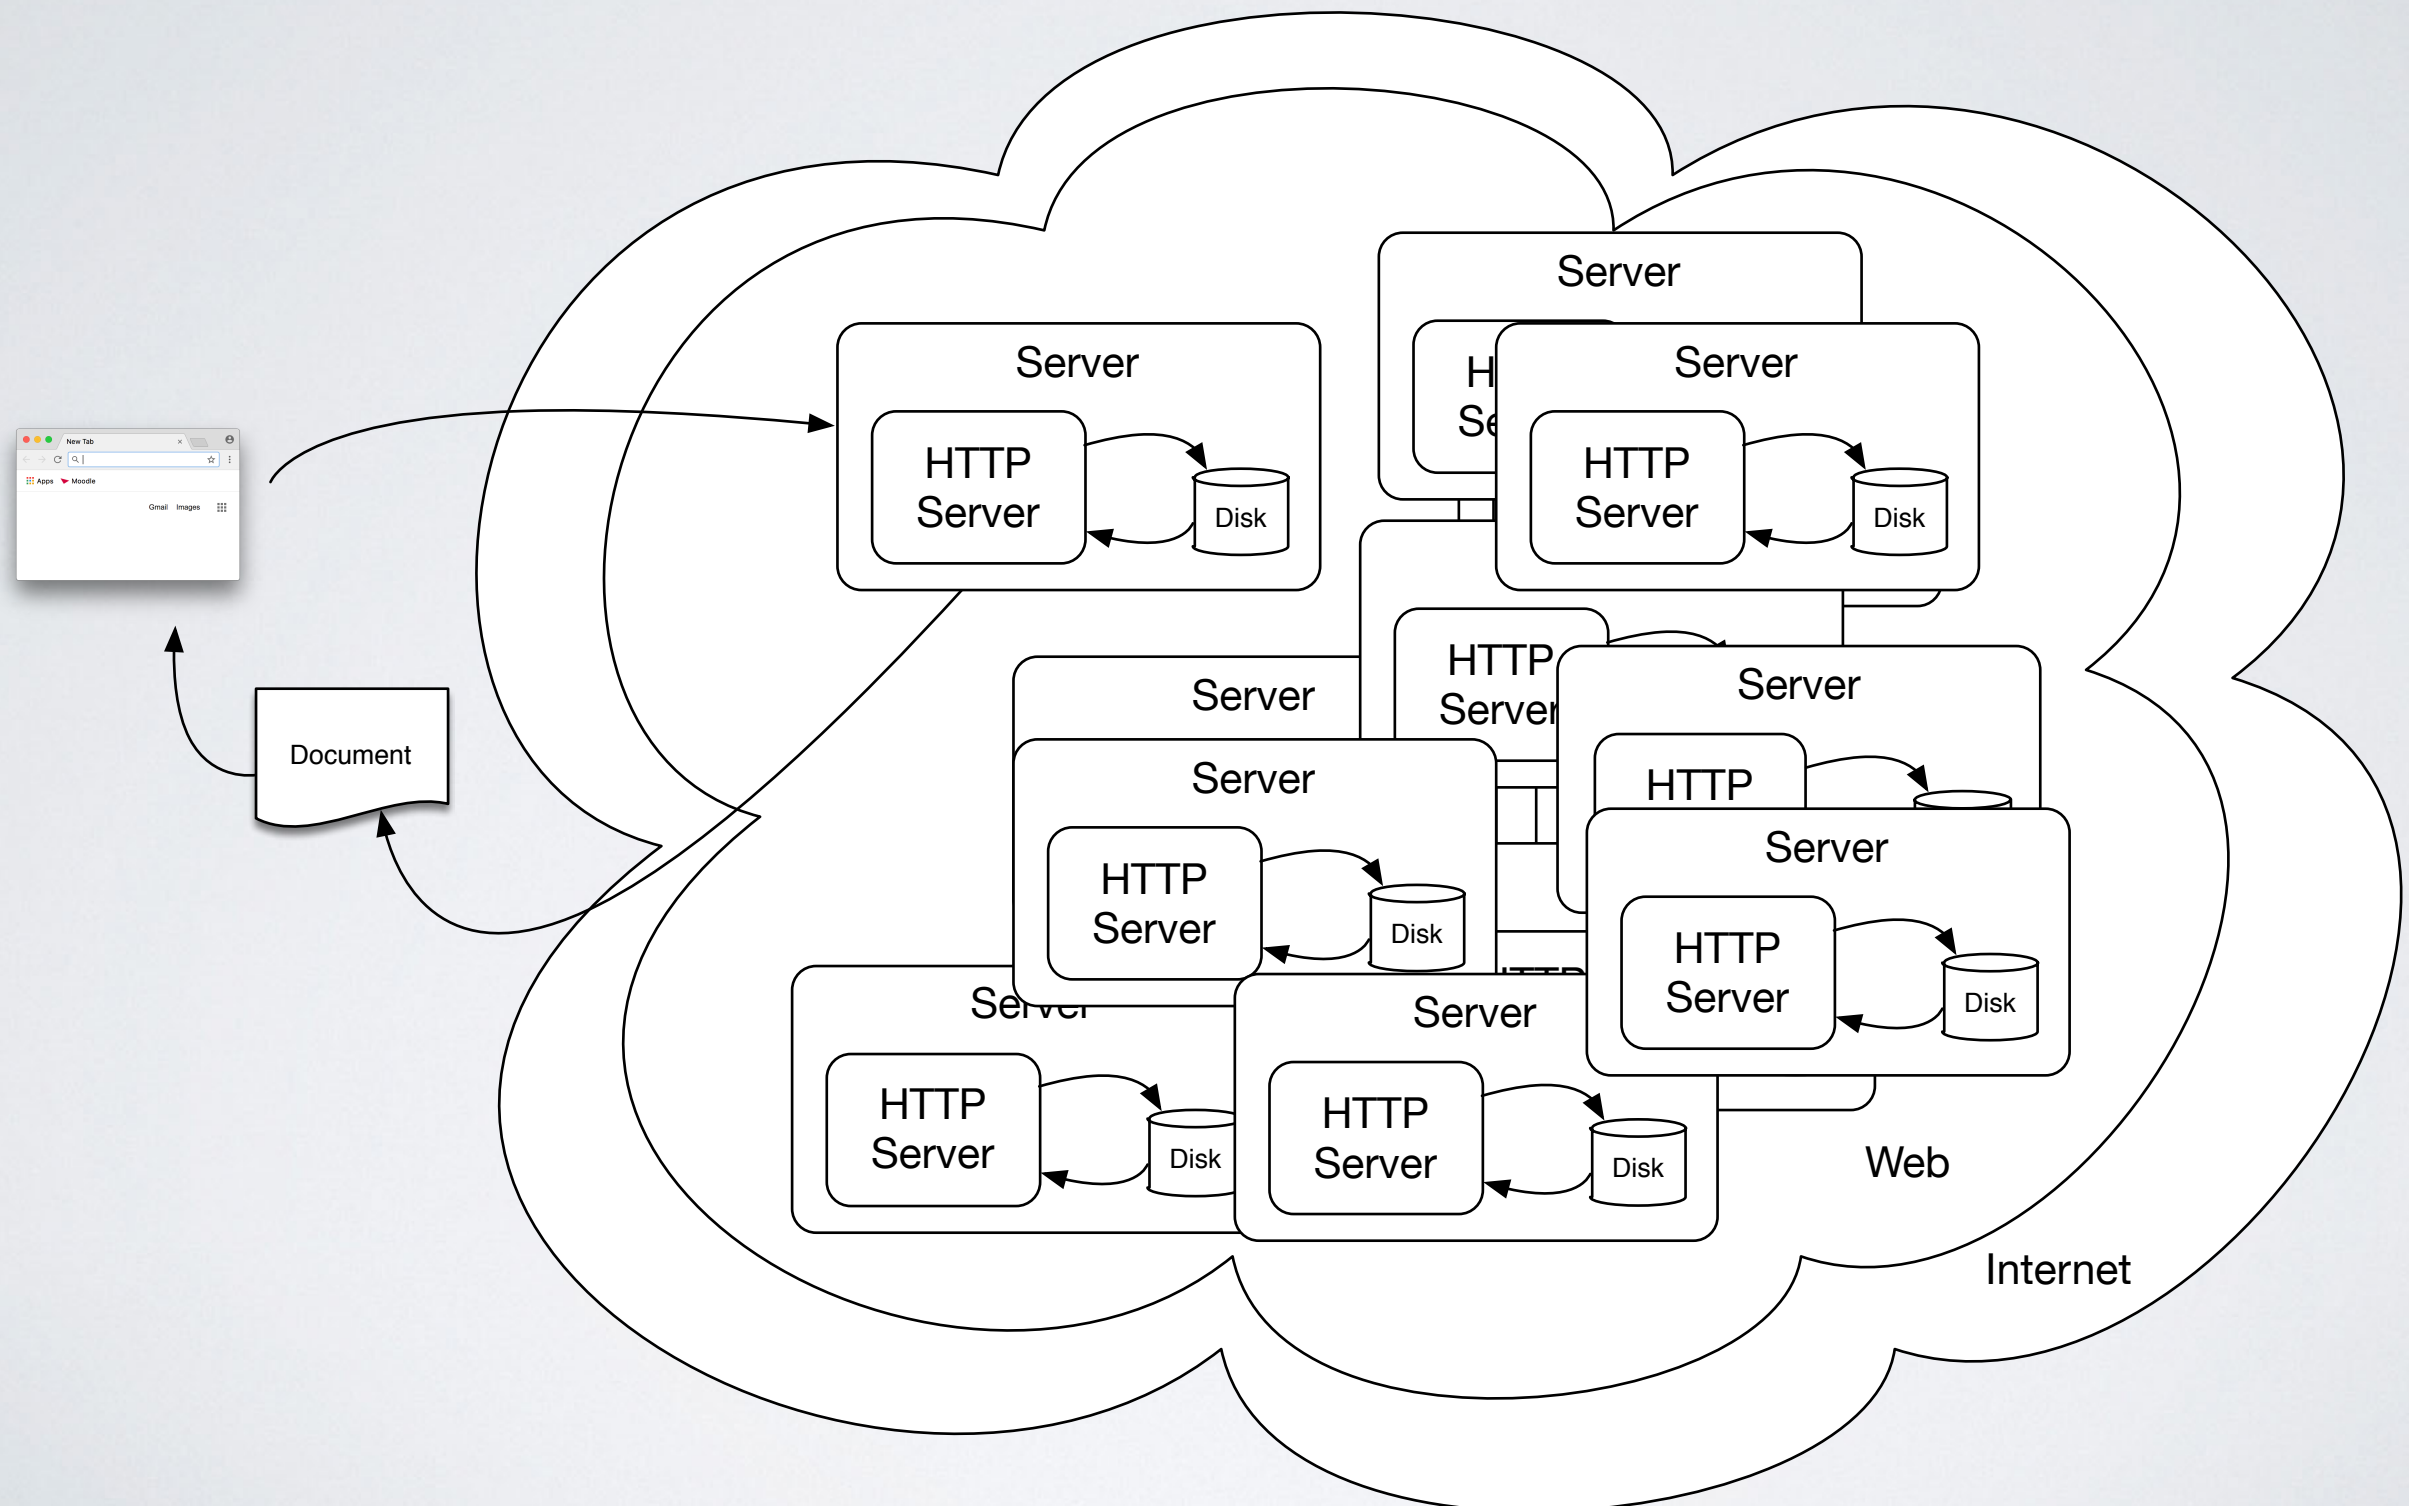 Server
Server
Server
H
Se
HTTP
Server
Disk
HTTP
Server
Disk
New Tab
Apps Moodle
Gmail Images
HTTP
Server
Server
Server
Document
Server
HTTP
Server
HTTP
Server
Disk
HTTP
Server
Disk
Server
Server
HTTP
Server
Disk
HTTP
Server
Disk
Web
Internet